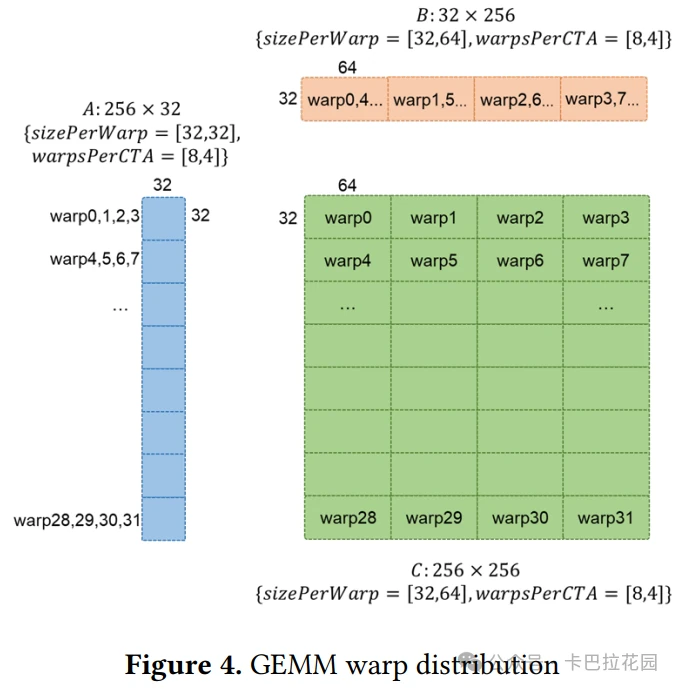 B: 32 × 256
{sizePerWarp = [32,64], warpsPerCTA = [8,4]}
64
32 warp0,4... warp1,5... warp2,6... warp3,7...
A: 256 × 32
{sizePerWarp = [32,32],
warpsPerCTA = [8,4]}
32
warp0,1,2,3 32
warp4,5,6,7
...
warp28,29,30,31
64
32 warp0 warp1 warp2 warp3
warp4 warp5 warp6 warp7
... ...
warp28 warp29 warp30 warp31
C: 256 × 256
{sizePerWarp = [32,64], warpsPerCTA = [8,4]}
Figure 4. GEMM warp distribution
公众号 · 卡巴拉花园